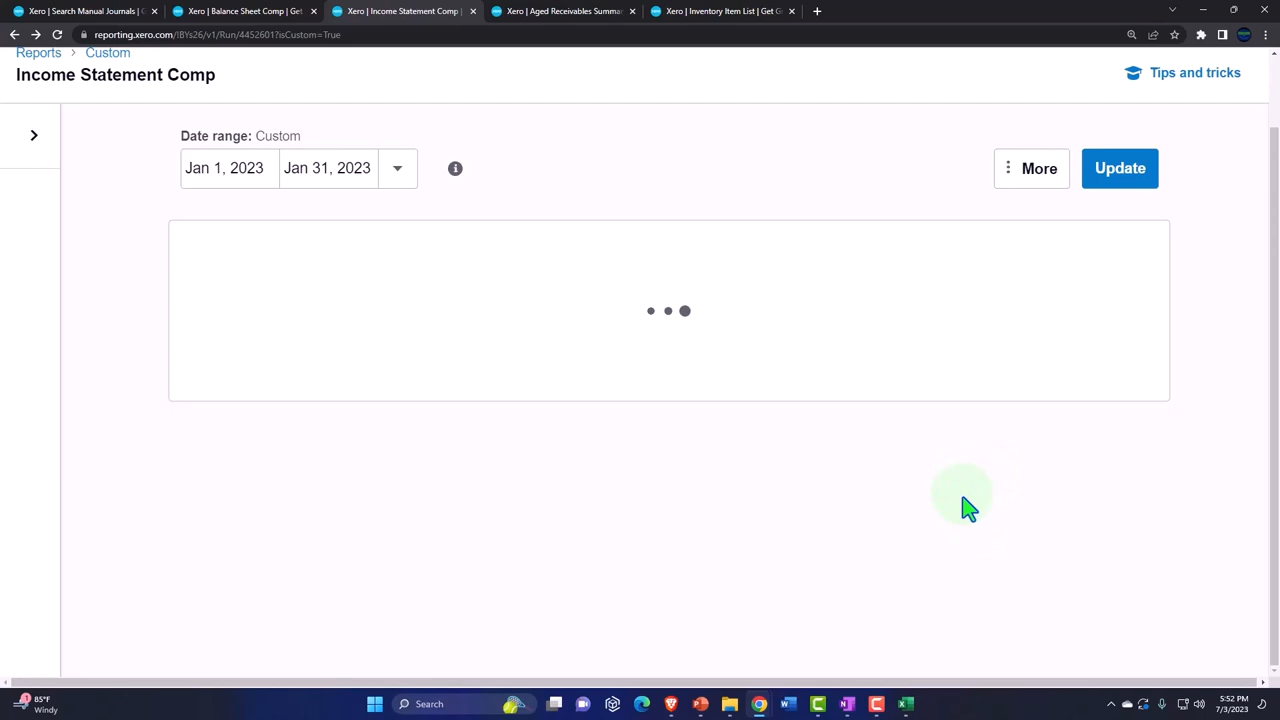 Xero | Search Manual Journals | G
Xero | Balance Sheet Comp | Get
Xero | Income Statement Comp |
Xero | Aged Receivables Summar
Xero | Inventory Item List | Get G
reporting.xero.com/!BYs26/v1/Run/4452601?isCustom=True
Reports
Custom
Income Statement Comp
Tips and tricks
Date range: Custom
Jan 1, 2023
Jan 31, 2023
More
Update
1
85°F
Windy
Search
5:52 PM
7/3/2023